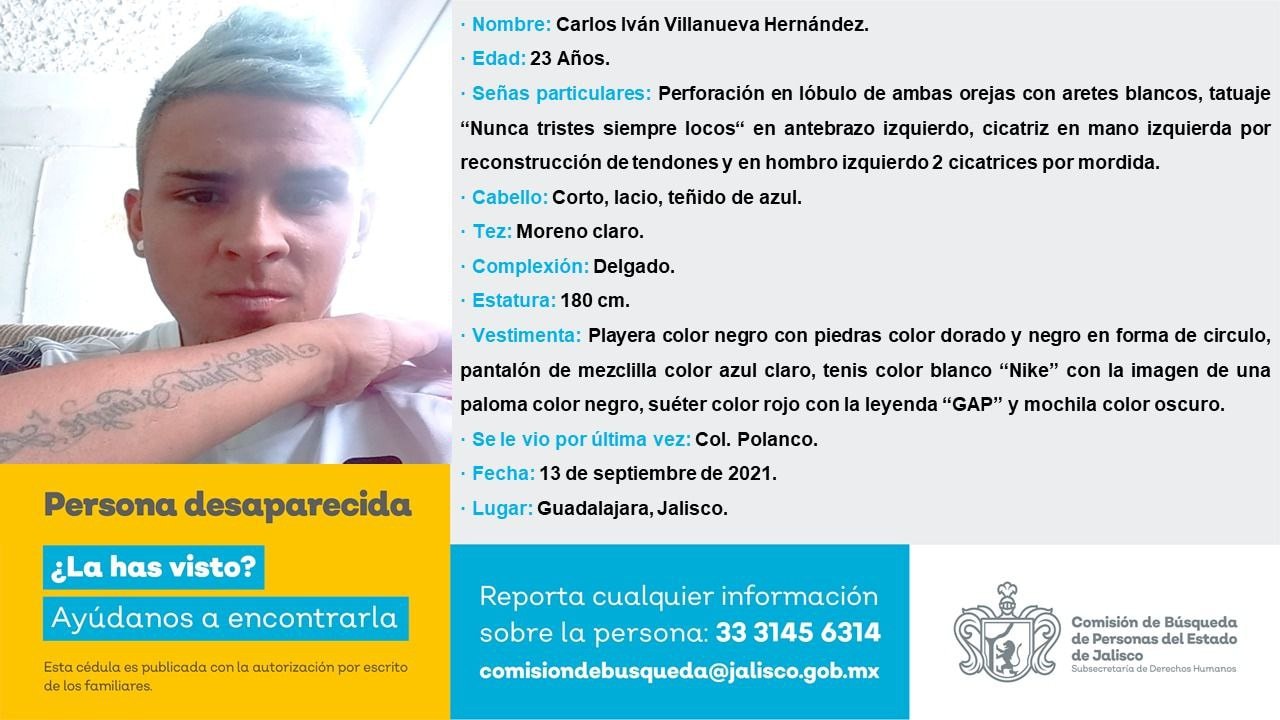 · Nombre: Carlos Iván Villanueva Hernández.
· Edad: 23 Años.
· Señas particulares: Perforación en lóbulo de ambas orejas con aretes blancos, tatuaje
“Nunca tristes siempre locos“ en antebrazo izquierdo, cicatriz en mano izquierda por
reconstrucción de tendones y en hombro izquierdo 2 cicatrices por mordida.
· Cabello: Corto, lacio, teñido de azul.
· Tez: Moreno claro.
· Complexión: Delgado.
· Estatura: 180 cm.
· Vestimenta: Playera color negro con piedras color dorado y negro en forma de circulo,
pantalón de mezclilla color azul claro, tenis color blanco “Nike” con la imagen de una
paloma color negro, suéter color rojo con la leyenda “GAP” y mochila color oscuro.
· Se le vio por última vez: Col. Polanco.
· Fecha: 13 de septiembre de 2021.
· Lugar: Guadalajara, Jalisco.
Persona desaparecida
¿La has visto?
Ayúdanos a encontrarla
Esta cédula es publicada con la autorización por escrito
de los familiares.
Reporta cualquier información
sobre la persona: 33 3145 6314
comisiondebusqueda@jalisco.gob.mx
Comisión de Búsqueda
de Personas del Estado
de Jalisco
Subsecretaría de Derechos Humanos